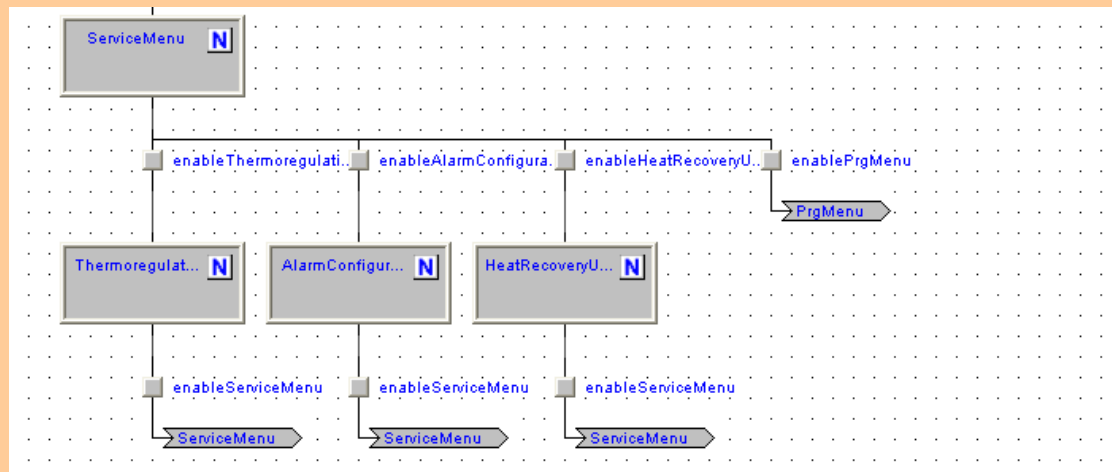 ServiceMenu N
enableThermoregulati... enableAlarmConfigura... enableHeatRecoveryU... enablePrgMenu
PrgMenu
Thermoregulat... N AlarmConfigur... N HeatRecoveryU... N
enableServiceMenu enableServiceMenu enableServiceMenu
ServiceMenu ServiceMenu ServiceMenu